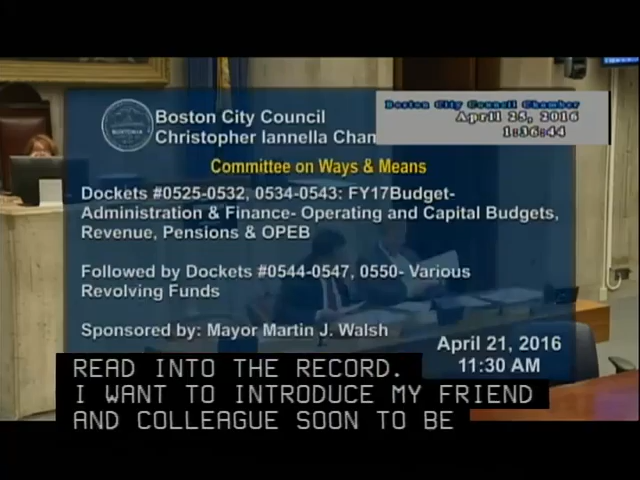 Boston City Council
Christopher Iannella Cham
Boston City Council Chamber
April 25, 2016
1:36:44
Committee on Ways & Means
Dockets #0525-0532, 0534-0543: FY17Budget-
Administration & Finance- Operating and Capital Budgets,
Revenue, Pensions & OPEB
Followed by Dockets #0544-0547, 0550- Various
Revolving Funds
Sponsored by: Mayor Martin J. Walsh
April 21, 2016
11:30 AM
READ INTO THE RECORD.
I WANT TO INTRODUCE MY FRIEND
AND COLLEAGUE SOON TO BE